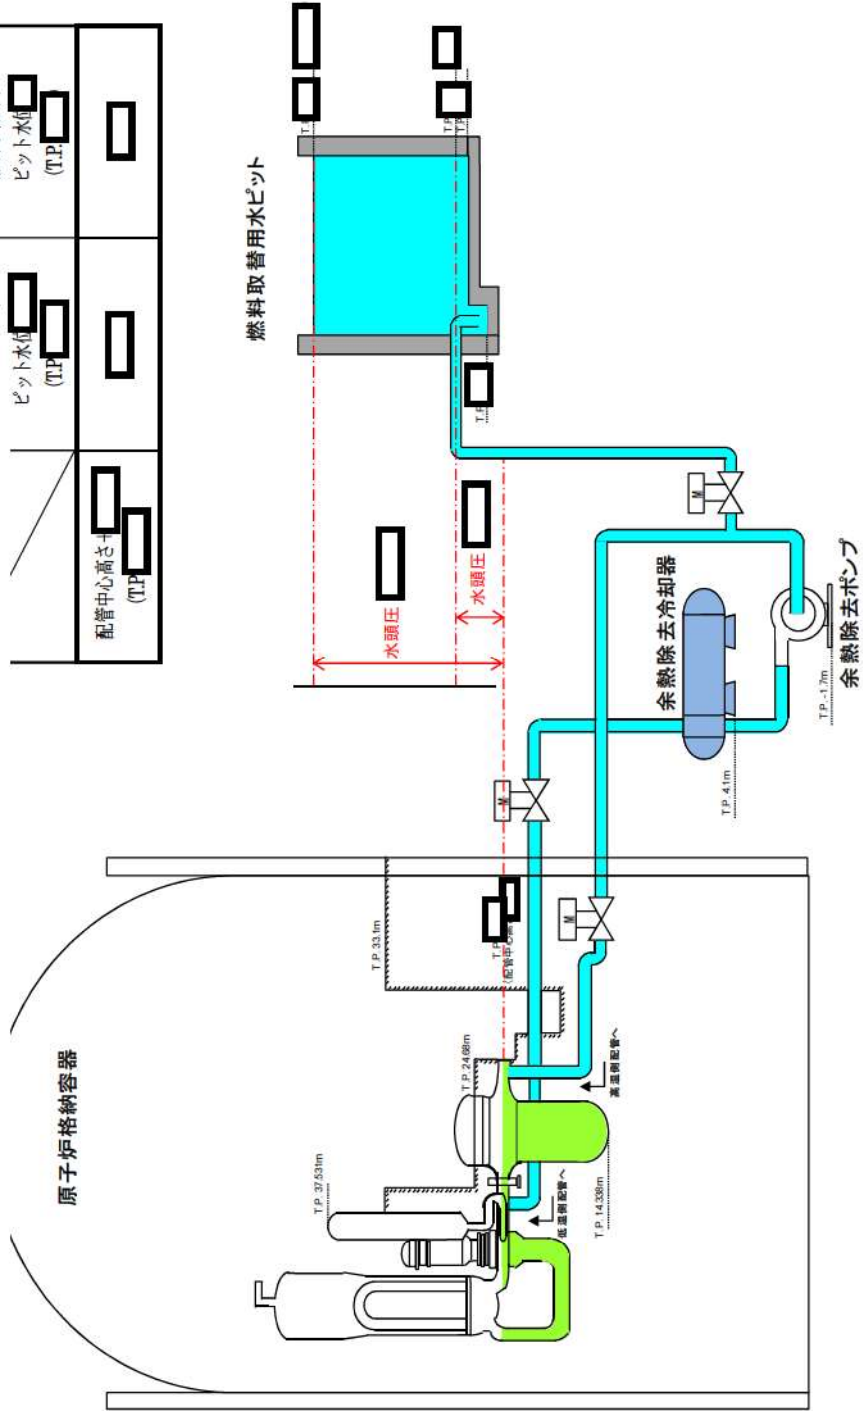 ピット水位
(T.P.
ピット水位
(T.P
配管中心高さ+
(T.P
燃料取替用水ピット
T.P
T.P
T.P
T.P
水頭圧
水頭圧
M
余熱除去冷却器
余熱除去ポンプ
T.P.-1.7m
T.P. 4.1m
M
M
原子炉格納容器
T.P. 33.1m
T.P
(配管中心高
T.P. 24.68m
T.P. 37.531m
高温側配管へ
低温側配管へ
T.P. 14.338m